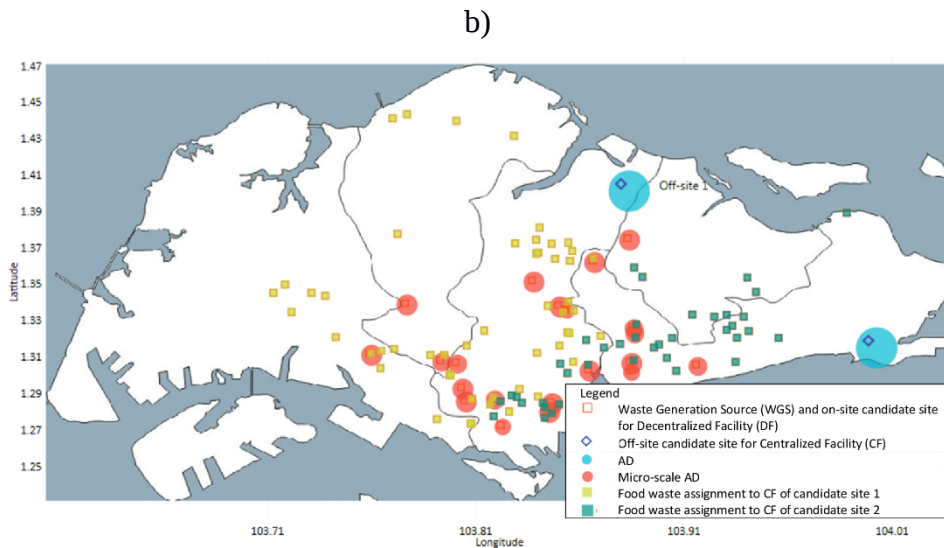 b)
1.47
1.45
1.43
1.41
1.39
1.37
1.35
1.33
1.31
1.29
1.27
1.25
Latitude
Off-site 1
Legend
Waste Generation Source (WGS) and on-site candidate site
for Decentralized Facility (DF)
Off-site candidate site for Centralized Facility (CF)
AD
Micro-scale AD
Food waste assignment to CF of candidate site 1
Food waste assignment to CF of candidate site 2
103.71
103.81
103.91
104.01
Longitude